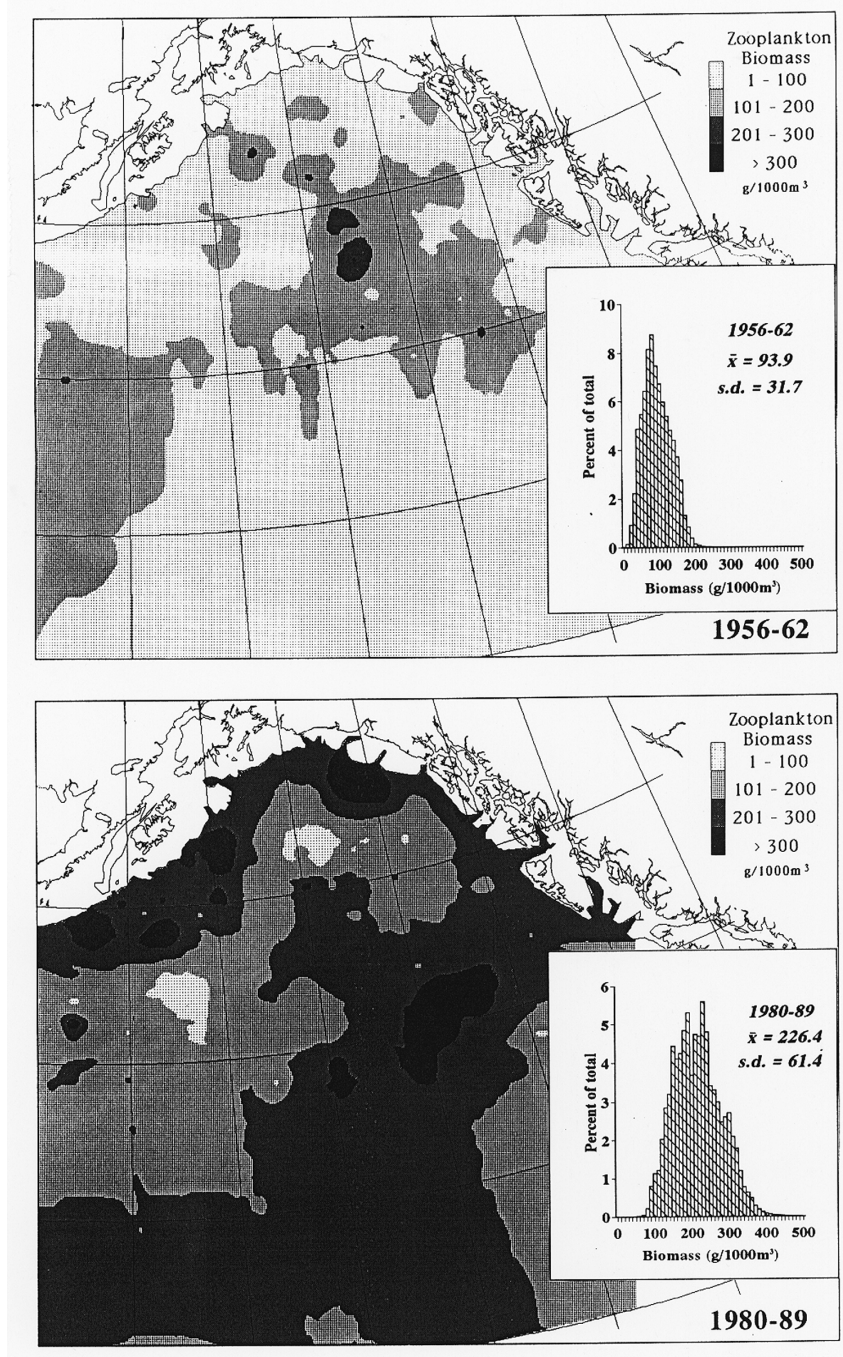 Zooplankton
Biomass
1 - 100
101 - 200
201 - 300
> 300
g/1000m³
10
8
6
4
2
0
Percent of total
1956-62
x̄ = 93.9
s.d. = 31.7
0 100 200 300 400 500
Biomass (g/1000m³)
1956-62
Zooplankton
Biomass
1 - 100
101 - 200
201 - 300
> 300
g/1000m³
6
5
4
3
2
1
0
Percent of total
1980-89
x̄ = 226.4
s.d. = 61.4
0 100 200 300 400 500
Biomass (g/1000m³)
1980-89